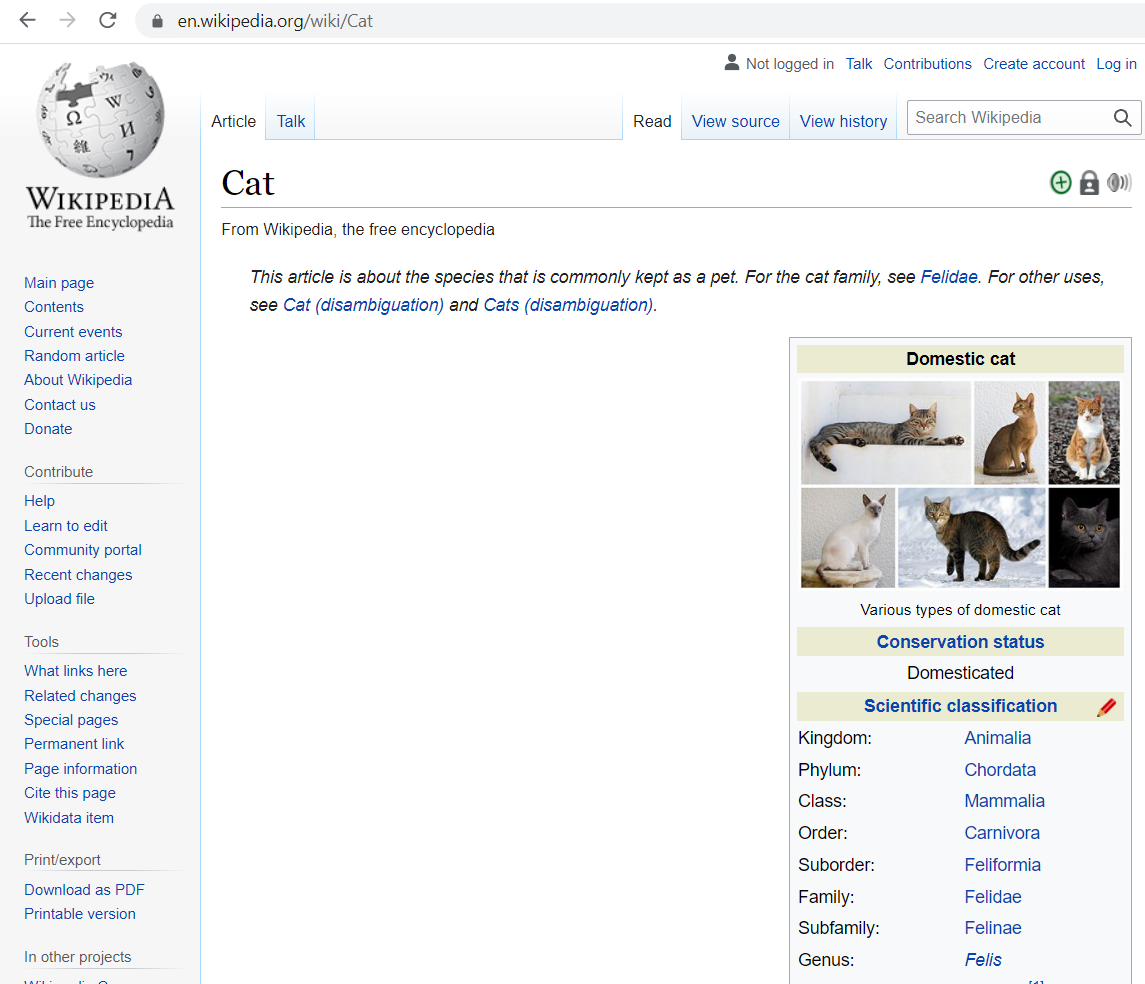 en.wikipedia.org/wiki/Cat
Not logged in Talk Contributions Create account Log in
Article Talk Read View source View history Search Wikipedia
WIKIPEDIA
The Free Encyclopedia
Main page
Contents
Current events
Random article
About Wikipedia
Contact us
Donate
Contribute
Help
Learn to edit
Community portal
Recent changes
Upload file
Tools
What links here
Related changes
Special pages
Permanent link
Page information
Cite this page
Wikidata item
Print/export
Download as PDF
Printable version
In other projects
Cat
From Wikipedia, the free encyclopedia
This article is about the species that is commonly kept as a pet. For the cat family, see Felidae. For other uses,
see Cat (disambiguation) and Cats (disambiguation).
Domestic cat
Various types of domestic cat
Conservation status
Domesticated
Scientific classification
Kingdom: Animalia
Phylum: Chordata
Class: Mammalia
Order: Carnivora
Suborder: Feliformia
Family: Felidae
Subfamily: Felinae
Genus: Felis